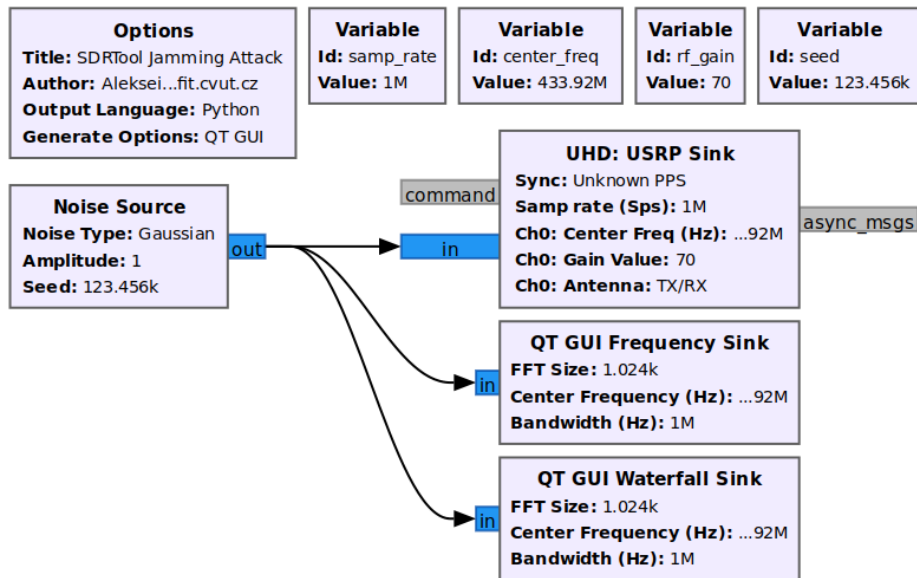 Options
Title: SDRTool Jamming Attack
Author: Aleksei...fit.cvut.cz
Output Language: Python
Generate Options: QT GUI
Variable
Id: samp_rate
Value: 1M
Variable
Id: center_freq
Value: 433.92M
Variable
Id: rf_gain
Value: 70
Variable
Id: seed
Value: 123.456k
Noise Source
Noise Type: Gaussian
Amplitude: 1
Seed: 123.456k
out
command
in
UHD: USRP Sink
Sync: Unknown PPS
Samp rate (Sps): 1M
Ch0: Center Freq (Hz): ...92M
Ch0: Gain Value: 70
Ch0: Antenna: TX/RX
async_msgs
in
QT GUI Frequency Sink
FFT Size: 1.024k
Center Frequency (Hz): ...92M
Bandwidth (Hz): 1M
in
QT GUI Waterfall Sink
FFT Size: 1.024k
Center Frequency (Hz): ...92M
Bandwidth (Hz): 1M